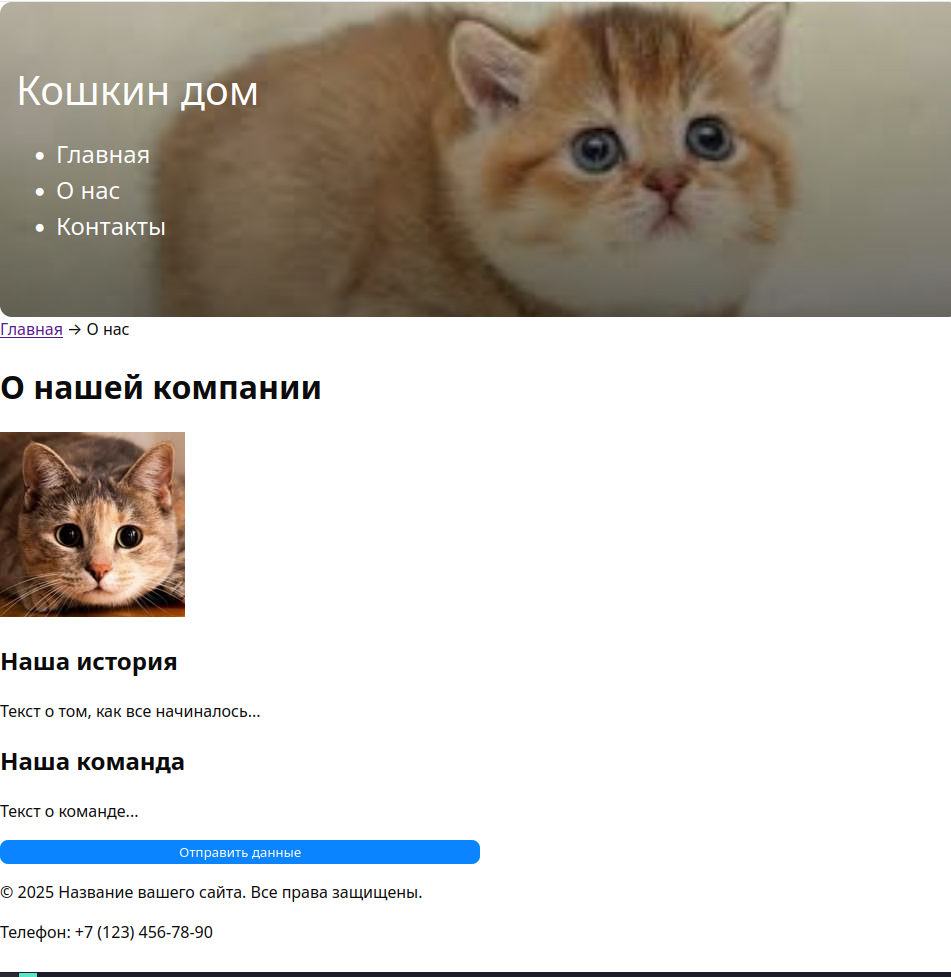 Кошкин дом
Главная
О нас
Контакты
Главная → О нас
О нашей компании
Наша история
Текст о том, как все начиналось...
Наша команда
Текст о команде...
Отправить данные
© 2025 Название вашего сайта. Все права защищены.
Телефон: +7 (123) 456-78-90